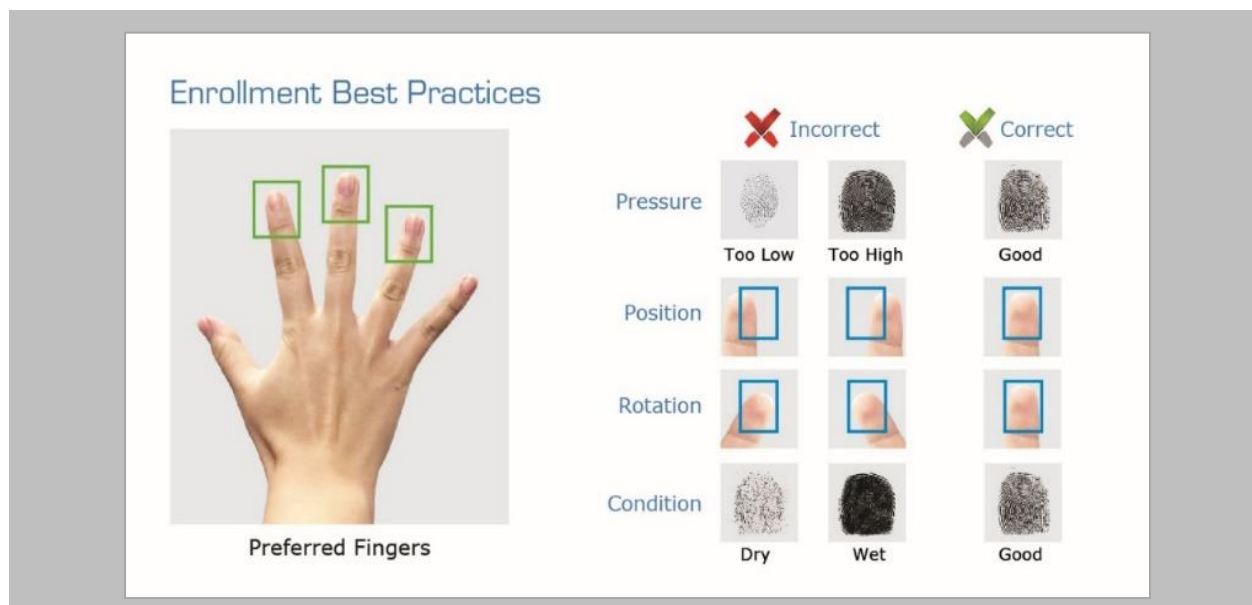 Enrollment Best Practices
Incorrect
Correct
Pressure
Too Low
Too High
Good
Position
Rotation
Condition
Dry
Wet
Good
Preferred Fingers